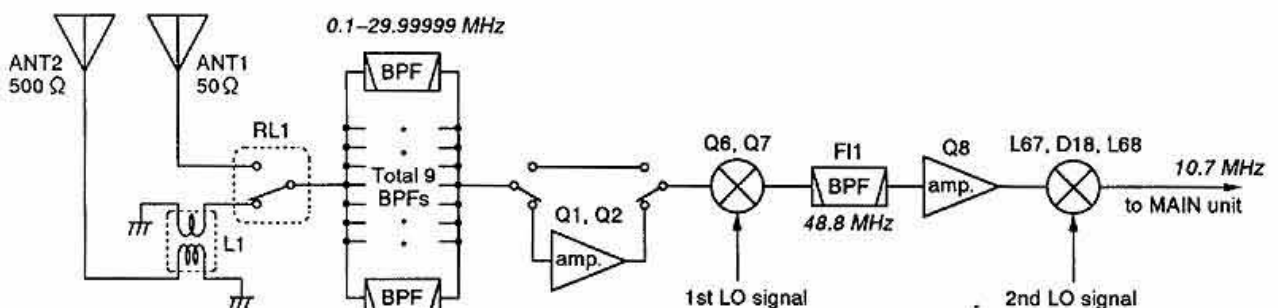 0.1–29.99999 MHz
ANT2
500 Ω
ANT1
50 Ω
BPF
RL1
Total 9
BPFs
L1
BPF
Q1, Q2
amp.
Q6, Q7
1st LO signal
FI1
BPF
48.8 MHz
Q8
amp.
L67, D18, L68
2nd LO signal
10.7 MHz
to MAIN unit